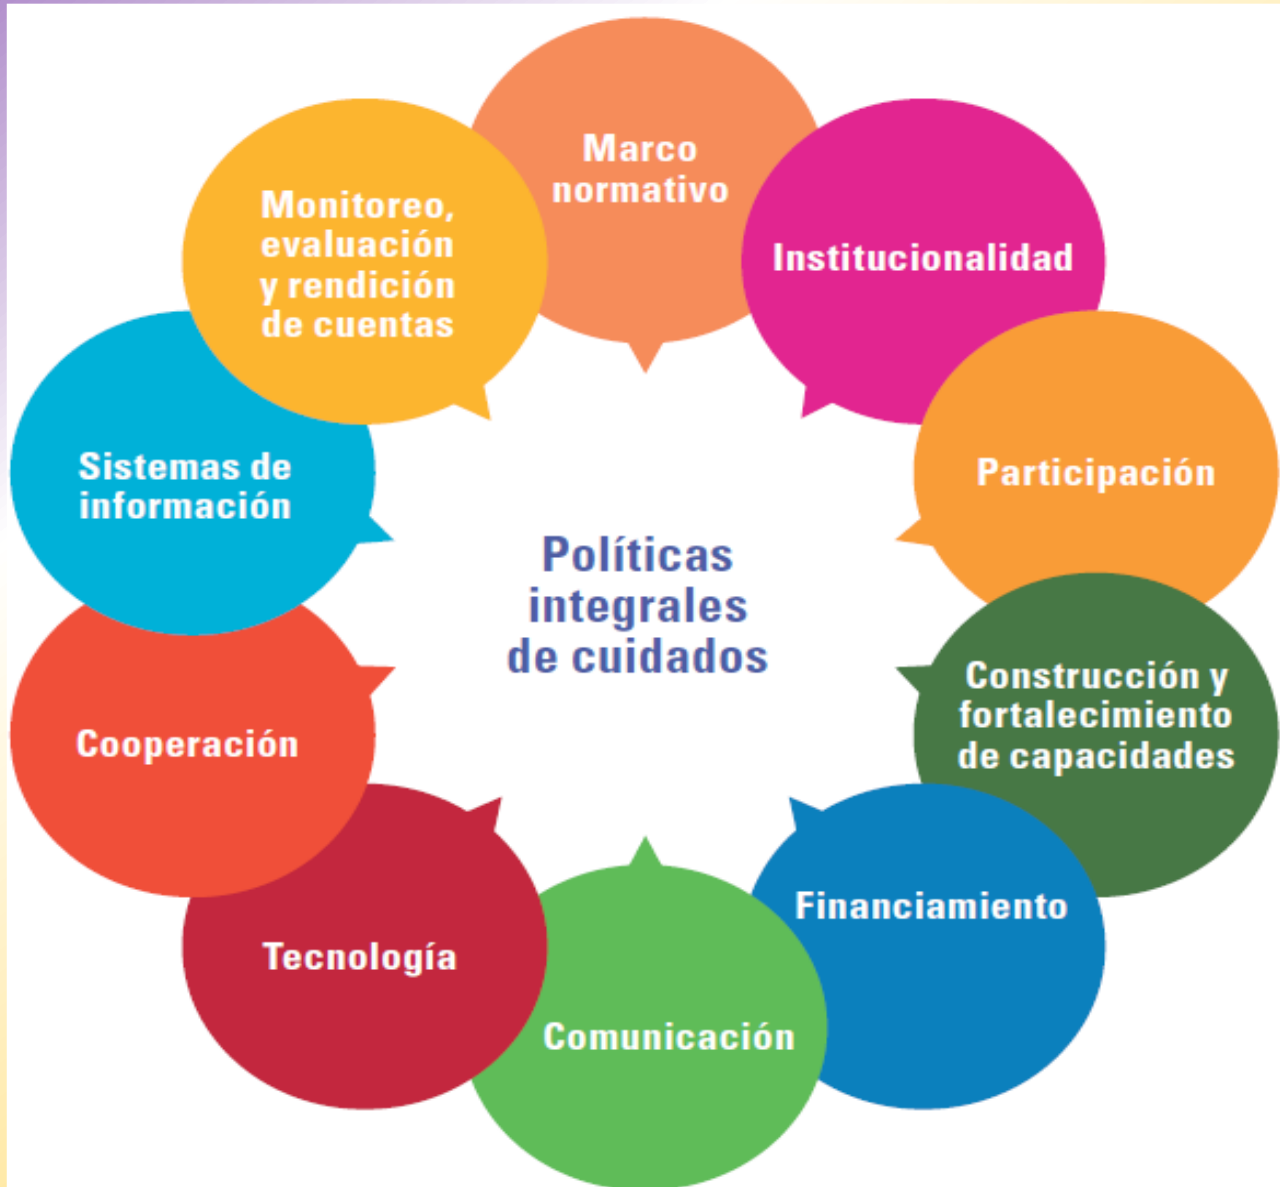 Marco
normativo
Institucionalidad
Participación
Construcción y
fortalecimiento
de capacidades
Financiamiento
Comunicación
Tecnología
Cooperación
Sistemas de
información
Monitoreo,
evaluación
y rendición
de cuentas
Políticas
integrales
de cuidados